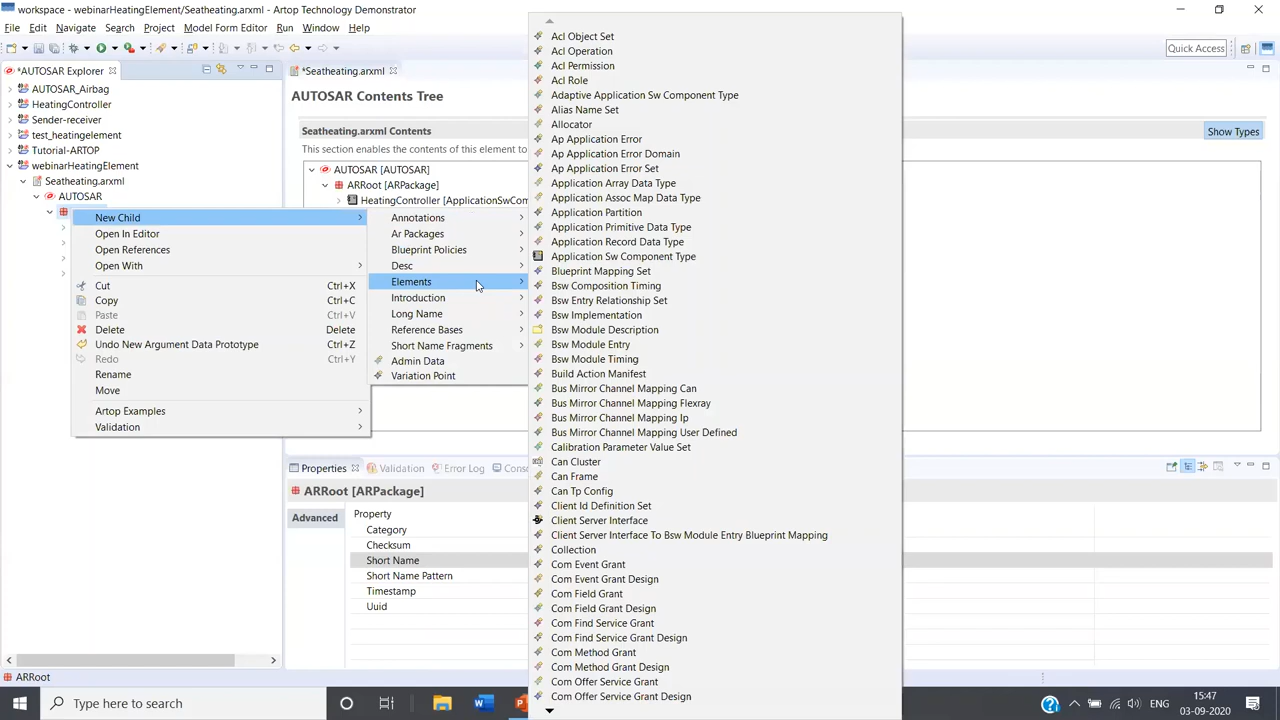 workspace - webinarHeatingElement/Seatheating.arxml - Artop Technology Demonstrator
File Edit Navigate Search Project Model Form Editor Run Window Help
Quick Access
*AUTOSAR Explorer
AUTOSAR_Airbag
HeatingController
Sender-receiver
test_heatingelement
Tutorial-ARTOP
webinarHeatingElement
Seatheating.arxml
AUTOSAR
New Child
Open In Editor
Open References
Open With
Cut Ctrl+X
Copy Ctrl+C
Paste Ctrl+V
Delete Delete
Undo New Argument Data Prototype Ctrl+Z
Redo Ctrl+Y
Rename
Move
Artop Examples
Validation
Annotations
Ar Packages
Blueprint Policies
Desc
Elements
Introduction
Long Name
Reference Bases
Short Name Fragments
Admin Data
Variation Point
*Seatheating.arxml
AUTOSAR Contents Tree
Seatheating.arxml Contents
This section enables the contents of this element to
Show Types
AUTOSAR [AUTOSAR]
ARRoot [ARPackage]
HeatingController [ApplicationSwCom
Acl Object Set
Acl Operation
Acl Permission
Acl Role
Adaptive Application Sw Component Type
Alias Name Set
Allocator
Ap Application Error
Ap Application Error Domain
Ap Application Error Set
Application Array Data Type
Application Assoc Map Data Type
Application Partition
Application Primitive Data Type
Application Record Data Type
Application Sw Component Type
Blueprint Mapping Set
Bsw Composition Timing
Bsw Entry Relationship Set
Bsw Implementation
Bsw Module Description
Bsw Module Entry
Bsw Module Timing
Build Action Manifest
Bus Mirror Channel Mapping Can
Bus Mirror Channel Mapping Flexray
Bus Mirror Channel Mapping Ip
Bus Mirror Channel Mapping User Defined
Calibration Parameter Value Set
Can Cluster
Can Frame
Can Tp Config
Client Id Definition Set
Client Server Interface
Client Server Interface To Bsw Module Entry Blueprint Mapping
Collection
Com Event Grant
Com Event Grant Design
Com Field Grant
Com Field Grant Design
Com Find Service Grant
Com Find Service Grant Design
Com Method Grant
Com Method Grant Design
Com Offer Service Grant
Com Offer Service Grant Design
Properties Validation Error Log Cons
ARRoot [ARPackage]
Advanced
Property
Category
Checksum
Short Name
Short Name Pattern
Timestamp
Uuid
ARRoot
Type here to search
ENG
15:47
03-09-2020